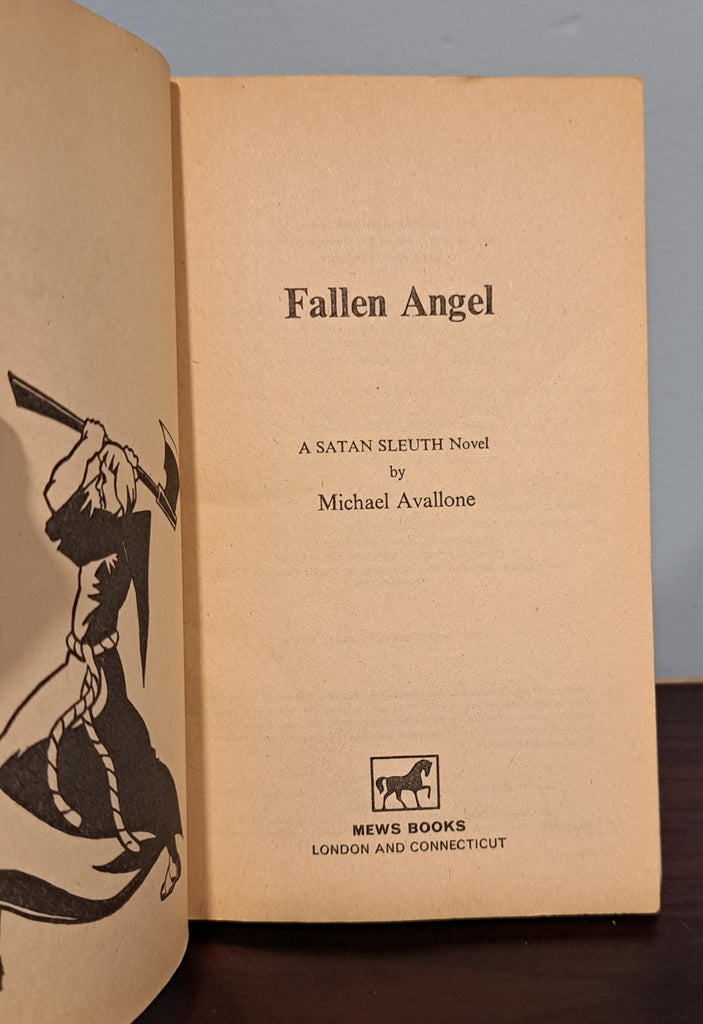 Fallen Angel
A SATAN SLEUTH Novel
by
Michael Avallone
MEWS BOOKS
LONDON AND CONNECTICUT